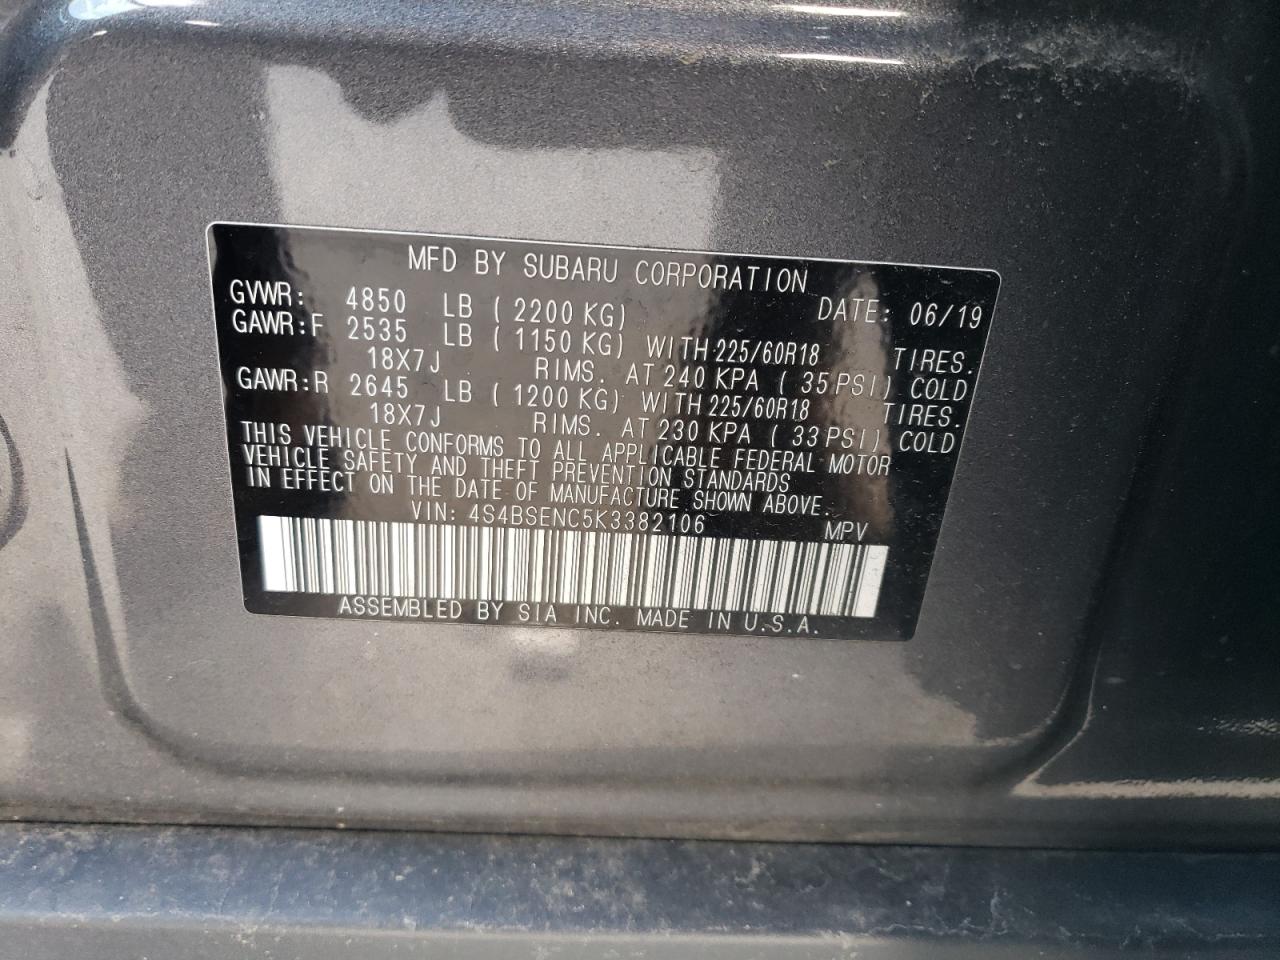 MFD BY SUBARU CORPORATION
GVWR: 4850 LB ( 2200 KG) DATE: 06/19
GAWR:F 2535 LB ( 1150 KG) WITH 225/60R18 TIRES.
18X7J RIMS. AT 240 KPA ( 35 PSI) COLD
GAWR:R 2645 LB ( 1200 KG) WITH 225/60R18 TIRES.
18X7J RIMS. AT 230 KPA ( 33 PSI) COLD
THIS VEHICLE CONFORMS TO ALL APPLICABLE FEDERAL MOTOR
VEHICLE SAFETY AND THEFT PREVENTION STANDARDS
IN EFFECT ON THE DATE OF MANUFACTURE SHOWN ABOVE.
VIN: 4S4BSENC5K3382106 MPV
ASSEMBLED BY SIA INC. MADE IN U.S.A.